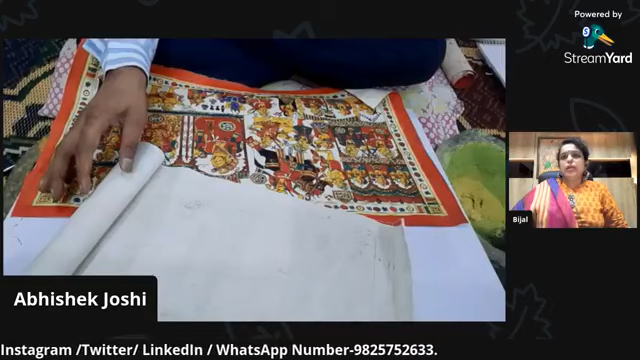 Powered by
StreamYard
Bijal
Abhishek Joshi
Instagram /Twitter/ LinkedIn / WhatsApp Number-9825752633.